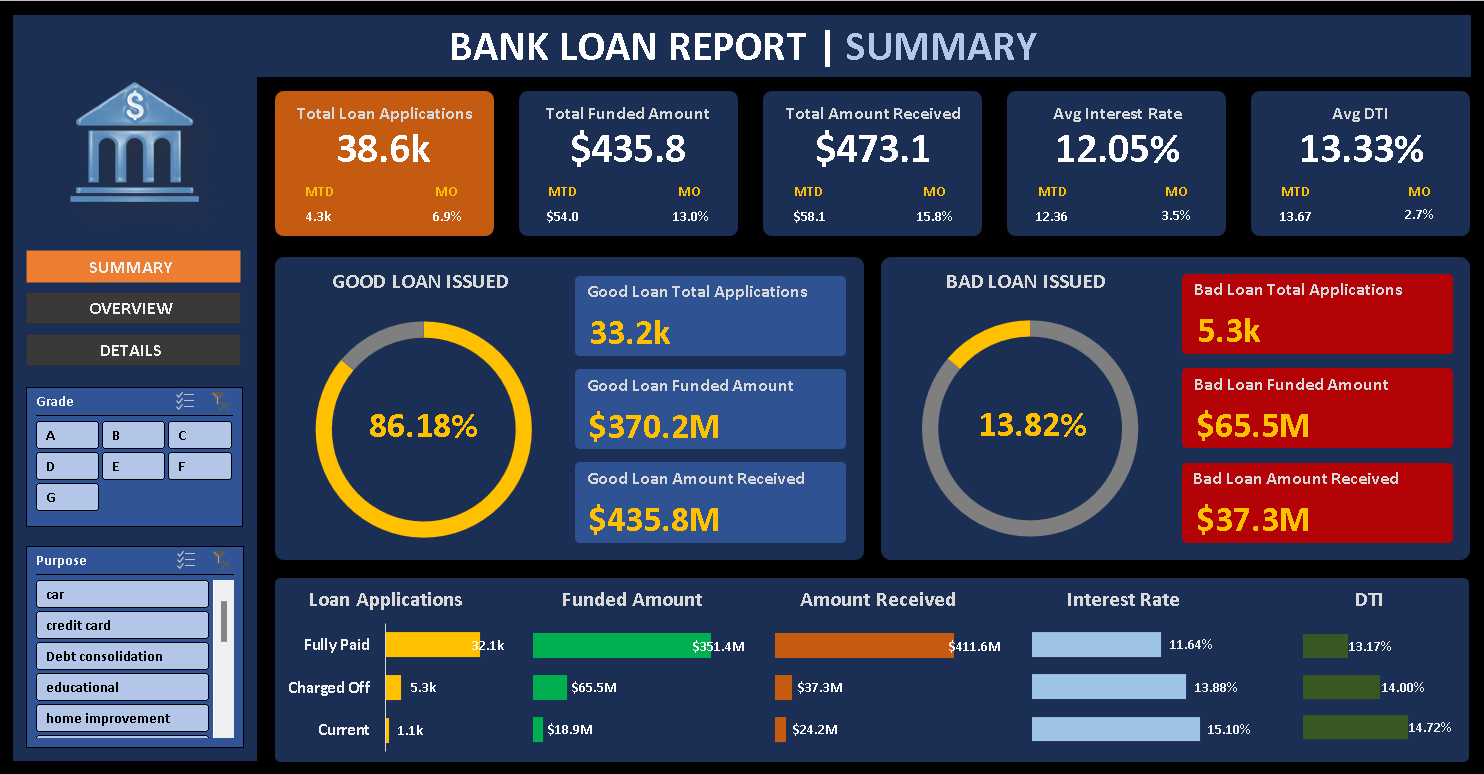 BANK LOAN REPORT | SUMMARY
$
Total Loan Applications
38.6k
MTD MO
4.3k 6.9%
Total Funded Amount
$435.8
MTD MO
$54.0 13.0%
Total Amount Received
$473.1
MTD MO
$58.1 15.8%
Avg Interest Rate
12.05%
MTD MO
12.36 3.5%
Avg DTI
13.33%
MTD MO
13.67 2.7%
SUMMARY
OVERVIEW
DETAILS
Grade
A B C
D E F
G
Purpose
car
credit card
Debt consolidation
educational
home improvement
GOOD LOAN ISSUED
86.18%
Good Loan Total Applications
33.2k
Good Loan Funded Amount
$370.2M
Good Loan Amount Received
$435.8M
BAD LOAN ISSUED
13.82%
Bad Loan Total Applications
5.3k
Bad Loan Funded Amount
$65.5M
Bad Loan Amount Received
$37.3M
Loan Applications Funded Amount Amount Received Interest Rate DTI
Fully Paid 32.1k $351.4M $411.6M 11.64% 13.17%
Charged Off 5.3k $65.5M $37.3M 13.88% 14.00%
Current 1.1k $18.9M $24.2M 15.10% 14.72%